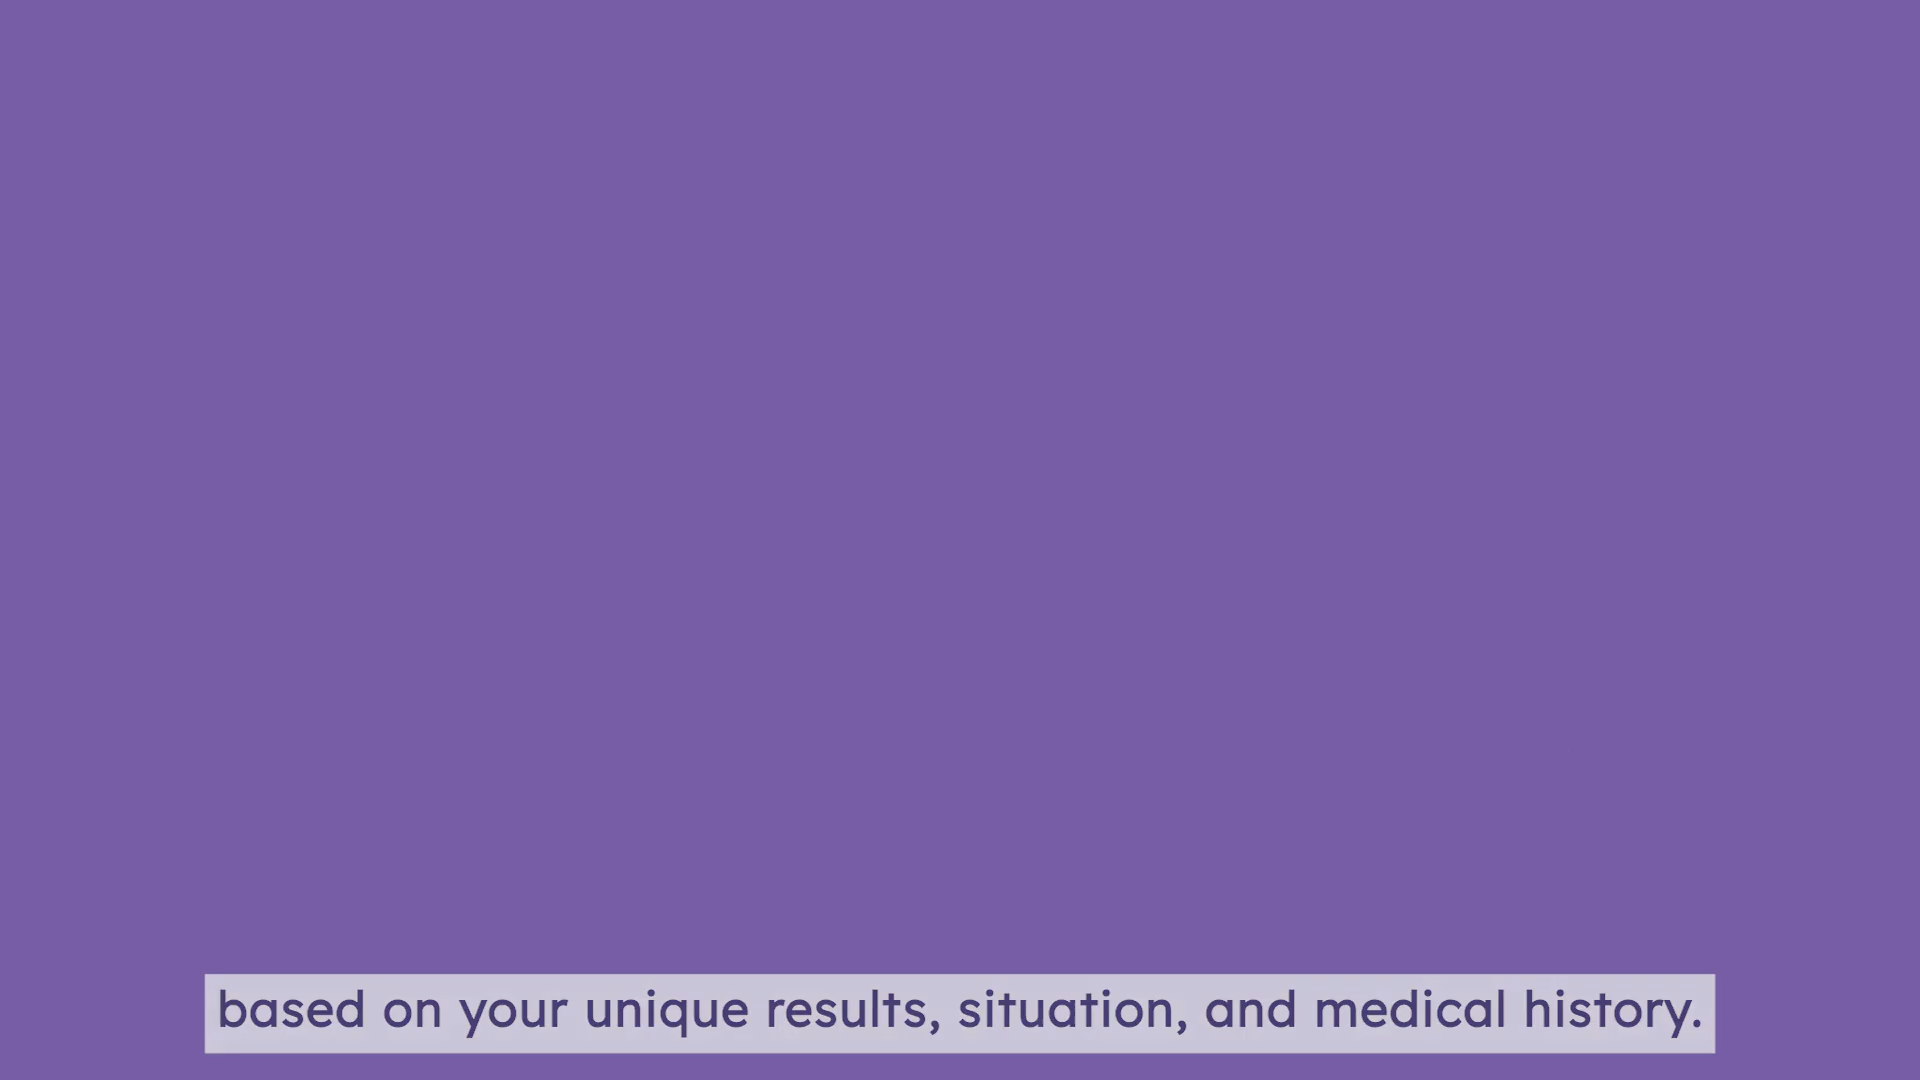 based on your unique results, situation, and medical history.